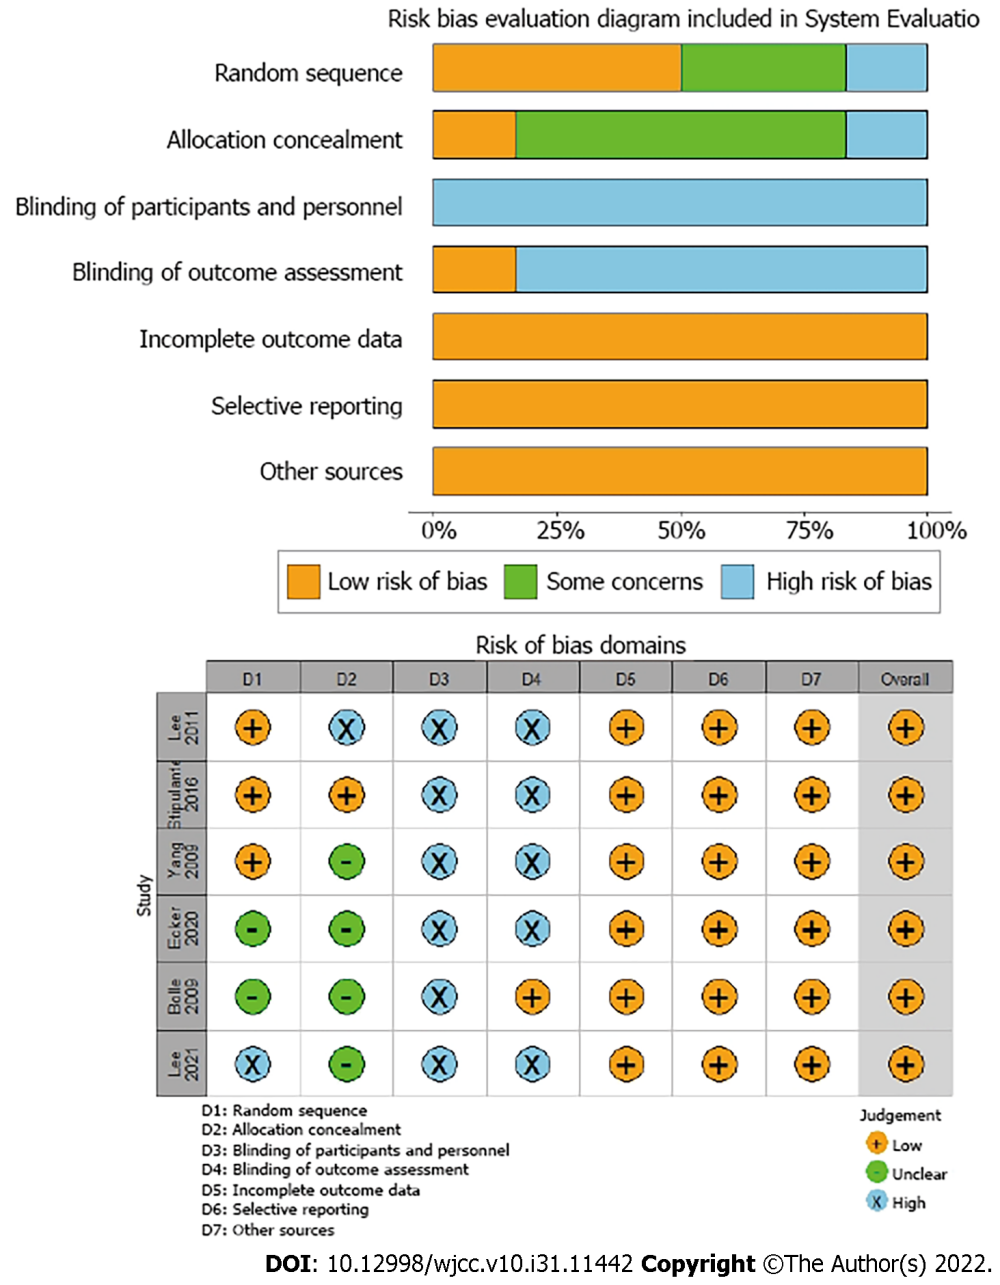 Risk bias evaluation diagram included in System Evaluatio
Random sequence
Allocation concealment
Blinding of participants and personnel
Blinding of outcome assessment
Incomplete outcome data
Selective reporting
Other sources
0% 25% 50% 75% 100%
Low risk of bias Some concerns High risk of bias
Risk of bias domains
D1 D2 D3 D4 D5 D6 D7 Overall
Study
Lee
2011
+ X X X + + + +
Stipulante
2016
+ + X X + + + +
Yang
2009
+ - X X + + + +
Ecker
2020
- - X X + + + +
Bolle
2009
- - X + + + + +
Lee
2021
X - X X + + + +
D1: Random sequence
D2: Allocation concealment
D3: Blinding of participants and personnel
D4: Blinding of outcome assessment
D5: Incomplete outcome data
D6: Selective reporting
D7: Other sources
Judgement
+ Low
- Unclear
X High
DOI: 10.12998/wjcc.v10.i31.11442 Copyright ©The Author(s) 2022.